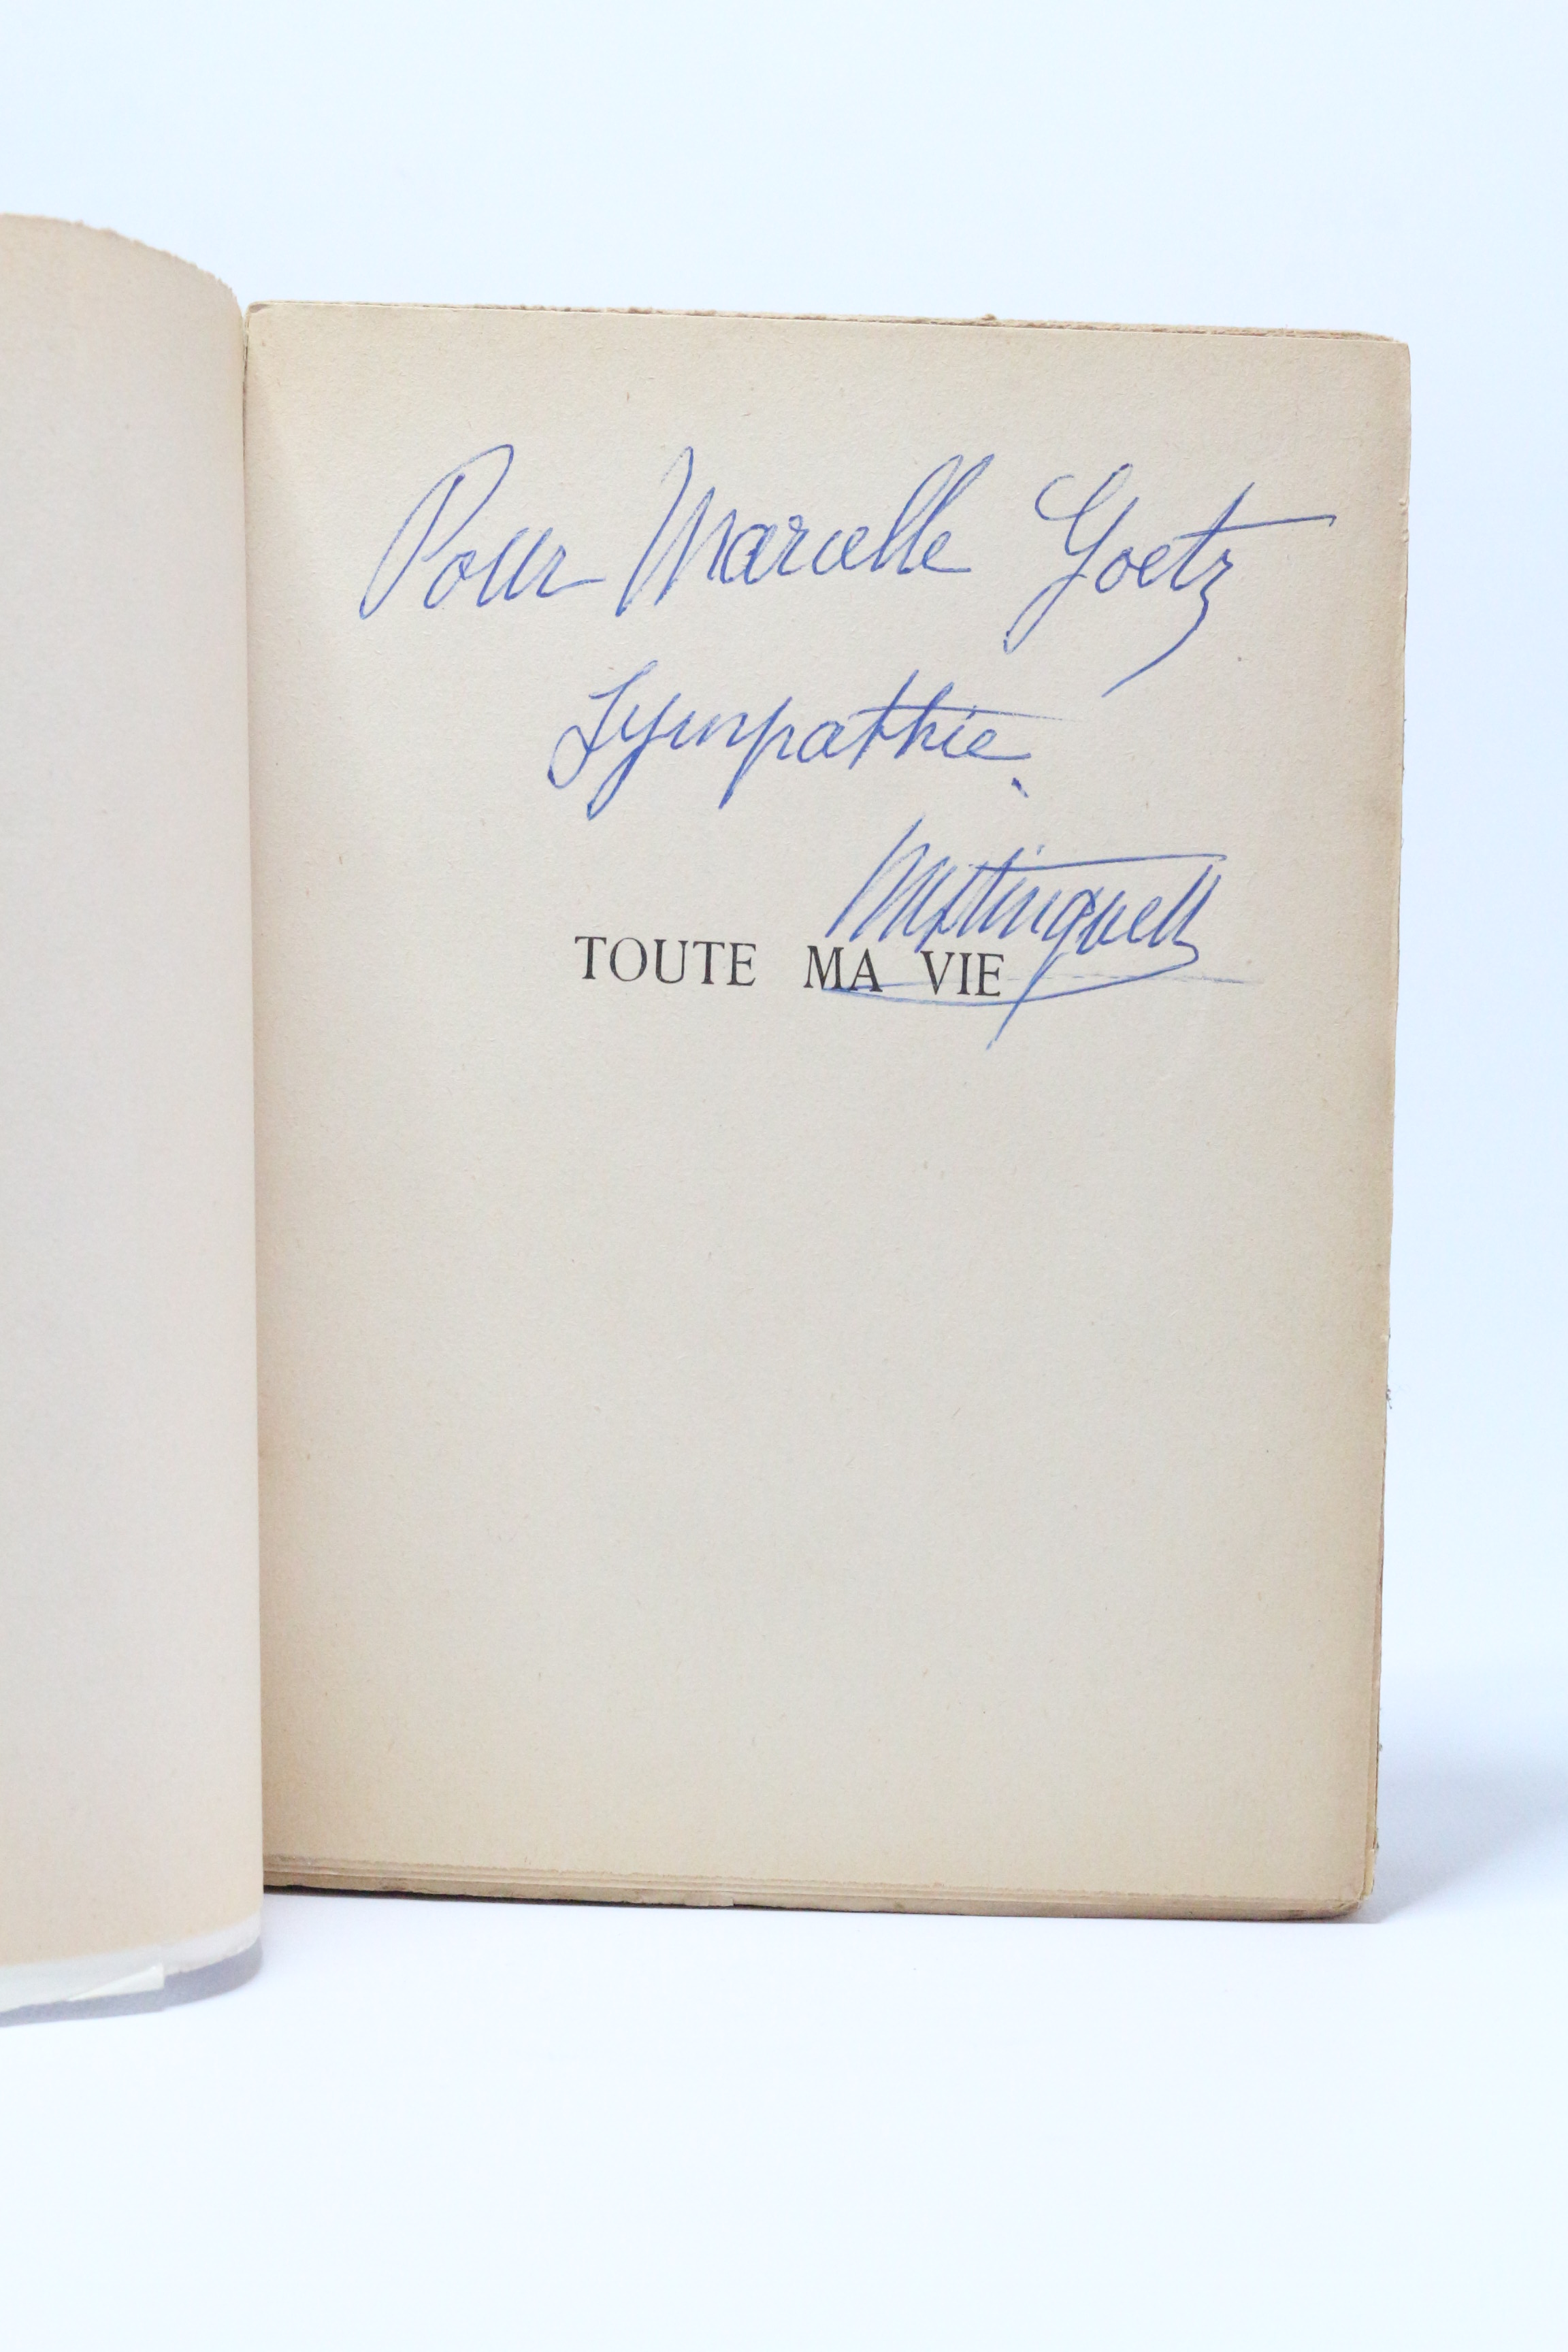 Pour Marcelle Goetz
Sympathie.
Mistinguett
TOUTE MA VIE